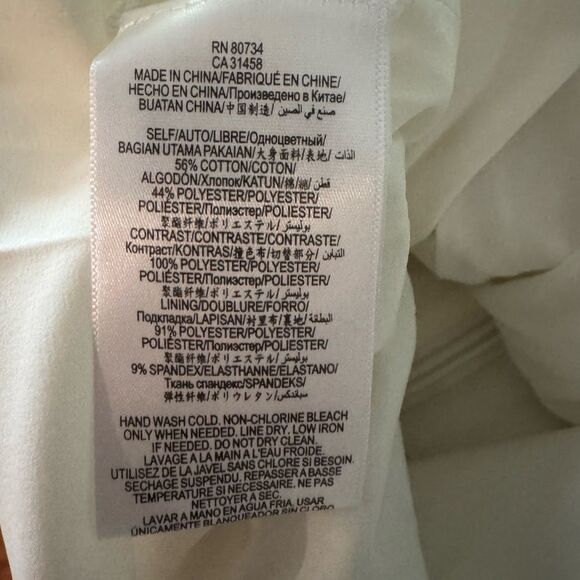 RN 80734
CA 31458
MADE IN CHINA/FABRIQUÉ EN CHINE/
HECHO EN CHINA/Произведено в Китае/
BUATAN CHINA/中国制造/ صنع في الصين
SELF/AUTO/LIBRE/Одноцветный/
BAGIAN UTAMA PAKAIAN/大身面料/表地/ الذات
56% COTTON/COTON/
ALGODÓN/Хлопок/KATUN/棉/綿/ قطن
44% POLYESTER/POLYESTER/
POLIÉSTER/Полиэстер/POLIESTER/
聚酯纤维/ポリエステル/ بوليستر
CONTRAST/CONTRASTE/CONTRASTE/
Контраст/KONTRAS/撞色布/切替部分/ التباين
100% POLYESTER/POLYESTER/
POLIÉSTER/Полиэстер/POLIESTER/
聚酯纤维/ポリエステル/ بوليستر
LINING/DOUBLURE/FORRO/
Подкладка/LAPISAN/衬里布/裏地/ البطانة
91% POLYESTER/POLYESTER/
POLIÉSTER/Полиэстер/POLIESTER/
聚酯纤维/ポリエステル/ بوليستر
9% SPANDEX/ELASTHANNE/ELASTANO/
Ткань спандекс/SPANDEKS/
弹性纤维/ポリウレタン/ سباندكس
HAND WASH COLD. NON-CHLORINE BLEACH
ONLY WHEN NEEDED. LINE DRY. LOW IRON
IF NEEDED. DO NOT DRY CLEAN.
LAVAGE A LA MAIN A L'EAU FROIDE.
UTILISEZ DE LA JAVEL SANS CHLORE SI BESOIN.
SECHAGE SUSPENDU. REPASSER A BASSE
TEMPERATURE SI NECESSAIRE. NE PAS
NETTOYER A SEC.
LAVAR A MANO EN AGUA FRIA. USAR
ÚNICAMENTE BLANQUEADOR SIN CLORO